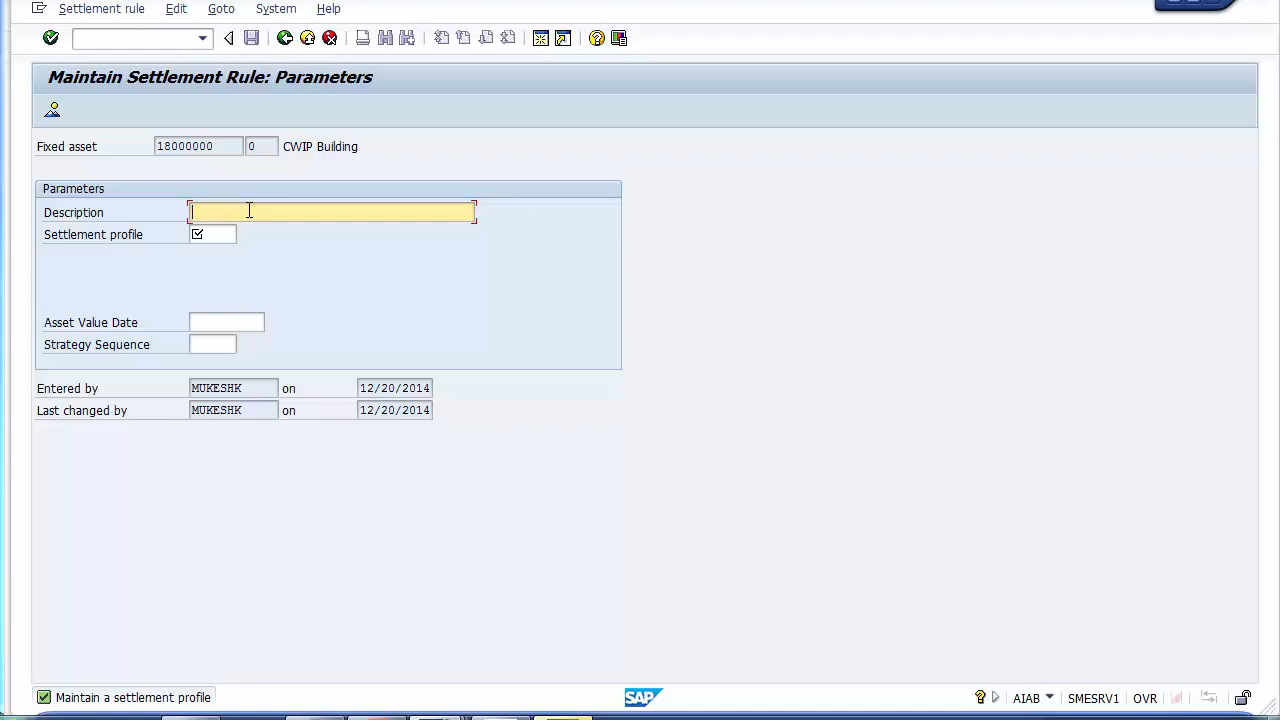 Settlement rule Edit Goto System Help
Maintain Settlement Rule: Parameters
Fixed asset 18000000 0 CWIP Building
Parameters
Description
Settlement profile
Asset Value Date
Strategy Sequence
Entered by MUKESHK on 12/20/2014
Last changed by MUKESHK on 12/20/2014
Maintain a settlement profile SAP AIAB SMESRV1 OVR